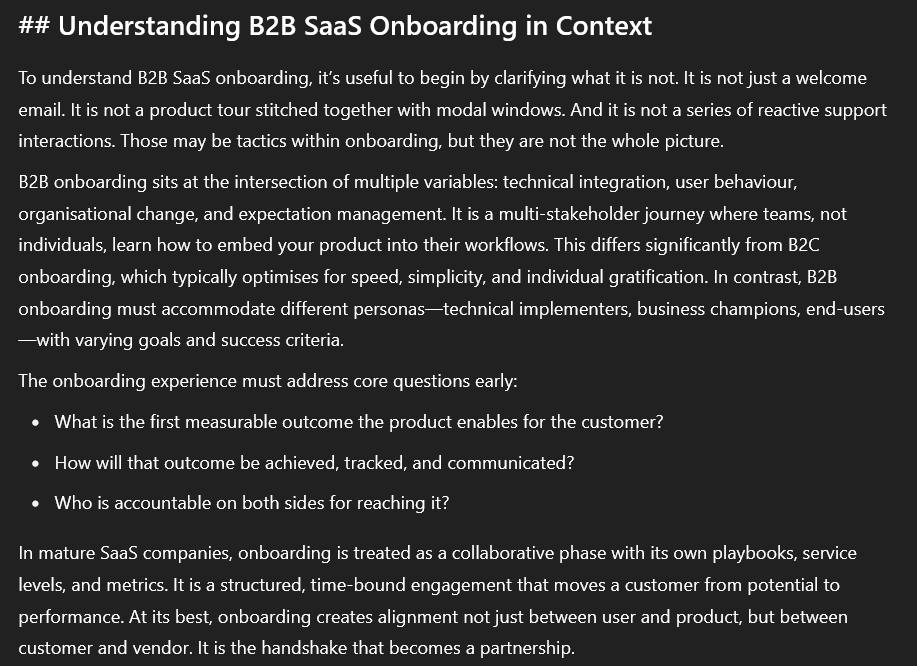 ## Understanding B2B SaaS Onboarding in Context
To understand B2B SaaS onboarding, it’s useful to begin by clarifying what it is not. It is not just a welcome
email. It is not a product tour stitched together with modal windows. And it is not a series of reactive support
interactions. Those may be tactics within onboarding, but they are not the whole picture.
B2B onboarding sits at the intersection of multiple variables: technical integration, user behaviour,
organisational change, and expectation management. It is a multi-stakeholder journey where teams, not
individuals, learn how to embed your product into their workflows. This differs significantly from B2C
onboarding, which typically optimises for speed, simplicity, and individual gratification. In contrast, B2B
onboarding must accommodate different personas—technical implementers, business champions, end-users
—with varying goals and success criteria.
The onboarding experience must address core questions early:
• What is the first measurable outcome the product enables for the customer?
• How will that outcome be achieved, tracked, and communicated?
• Who is accountable on both sides for reaching it?
In mature SaaS companies, onboarding is treated as a collaborative phase with its own playbooks, service
levels, and metrics. It is a structured, time-bound engagement that moves a customer from potential to
performance. At its best, onboarding creates alignment not just between user and product, but between
customer and vendor. It is the handshake that becomes a partnership.